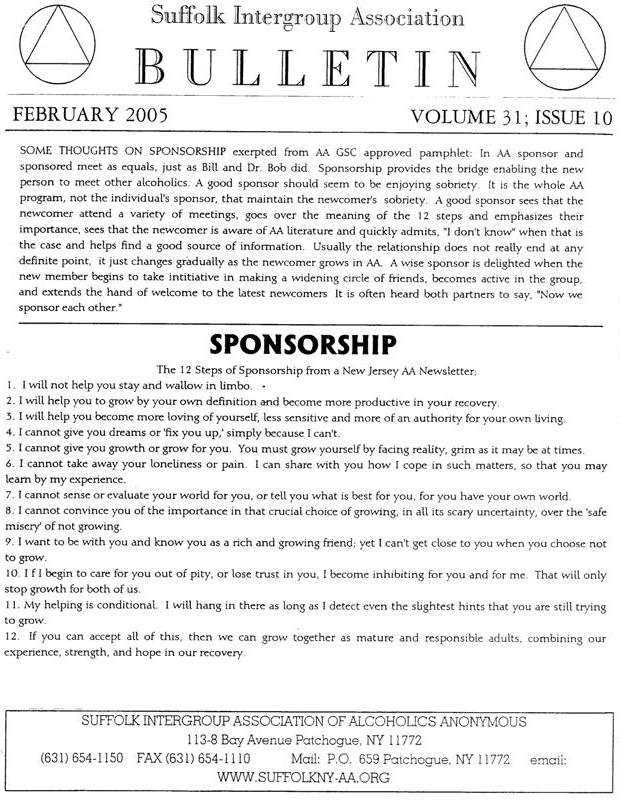 Suffolk Intergroup Association
BULLETIN
FEBRUARY 2005
VOLUME 31; ISSUE 10
SOME THOUGHTS ON SPONSORSHIP exerpted from AA GSC approved pamphlet: In AA sponsor and
sponsored meet as equals, just as Bill and Dr. Bob did. Sponsorship provides the bridge enabling the new
person to meet other alcoholics. A good sponsor should seem to be enjoying sobriety. It is the whole AA
program, not the individual's sponsor, that maintain the newcomer's sobriety. A good sponsor sees that the
newcomer attend a variety of meetings, goes over the meaning of the 12 steps and emphasizes their
importance, sees that the newcomer is aware of AA literature and quickly admits, "I don't know" when that is
the case and helps find a good source of information. Usually the relationship does not really end at any
definite point, it just changes gradually as the newcomer grows in AA. A wise sponsor is delighted when the
new member begins to take intitiative in making a widening circle of friends, becomes active in the group,
and extends the hand of welcome to the latest newcomers It is often heard both partners to say, "Now we
sponsor each other."
SPONSORSHIP
The 12 Steps of Sponsorship from a New Jersey AA Newsletter:
1. I will not help you stay and wallow in limbo.
2. I will help you to grow by your own definition and become more productive in your recovery.
3. I will help you become more loving of yourself, less sensitive and more of an authority for your own living.
4. I cannot give you dreams or 'fix you up,' simply because I can't.
5. I cannot give you growth or grow for you. You must grow yourself by facing reality, grim as it may be at times.
6. I cannot take away your loneliness or pain. I can share with you how I cope in such matters, so that you may
learn by my experience.
7. I cannot sense or evaluate your world for you, or tell you what is best for you, for you have your own world.
8. I cannot convince you of the importance in that crucial choice of growing, in all its scary uncertainty, over the 'safe
misery' of not growing.
9. I want to be with you and know you as a rich and growing friend; yet I can't get close to you when you choose not
to grow.
10. I f I begin to care for you out of pity, or lose trust in you, I become inhibiting for you and for me. That will only
stop growth for both of us.
11. My helping is conditional. I will hang in there as long as I detect even the slightest hints that you are still trying
to grow.
12. If you can accept all of this, then we can grow together as mature and responsible adults, combining our
experience, strength, and hope in our recovery.
SUFFOLK INTERGROUP ASSOCIATION OF ALCOHOLICS ANONYMOUS
113-8 Bay Avenue Patchogue, NY 11772
(631) 654-1150 FAX (631) 654-1110 Mail: P.O. 659 Patchogue, NY 11772 email:
WWW.SUFFOLKNY-AA.ORG